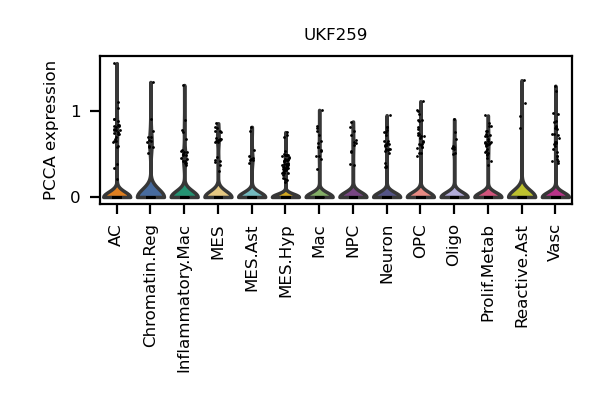 UKF259
PCCA expression
1
0
AC
Chromatin.Reg
Inflammatory.Mac
MES
MES.Ast
MES.Hyp
Mac
NPC
Neuron
OPC
Oligo
Prolif.Metab
Reactive.Ast
Vasc